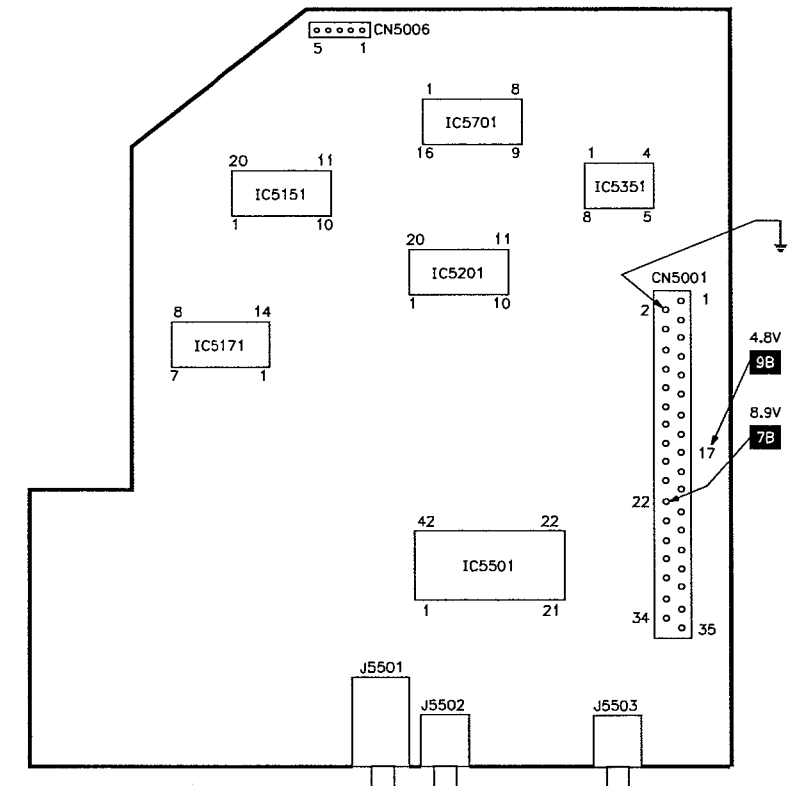 CN5006
5 1
1 8
IC5701
16 9
20 11
IC5151
1 10
1 4
IC5351
8 5
20 11
IC5201
1 10
CN5001
1
2
8 14
IC5171
7 1
4.8V
9B
8.9V
7B
17
22
42 22
IC5501
1 21
34
35
J5501
J5502
J5503